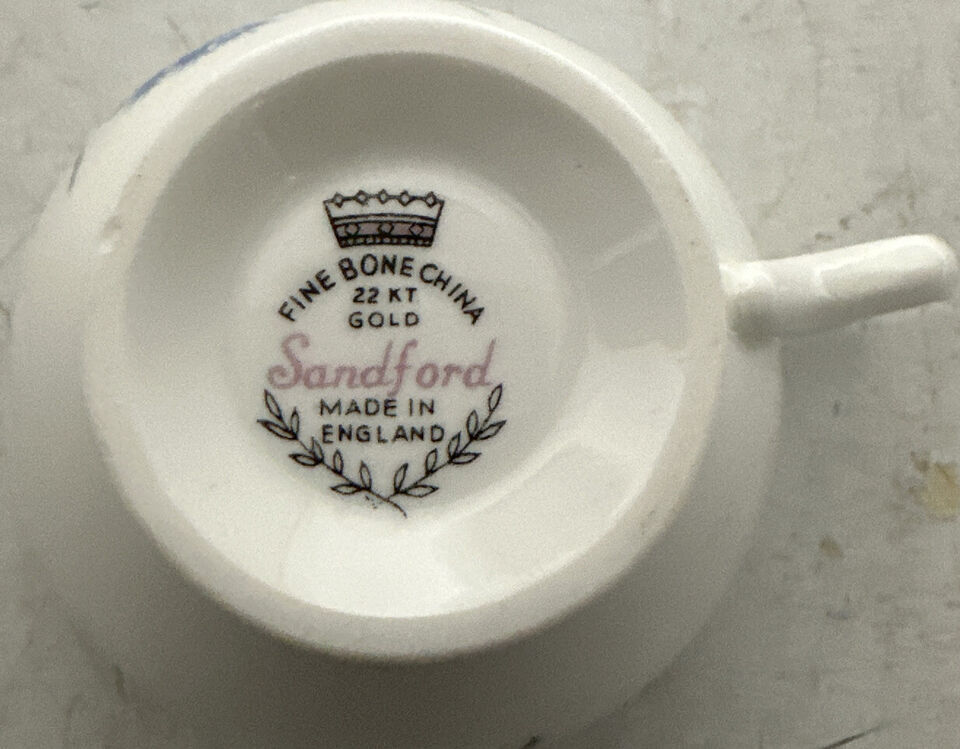 FINE BONE CHINA
22 KT
GOLD
Sandford
MADE IN
ENGLAND